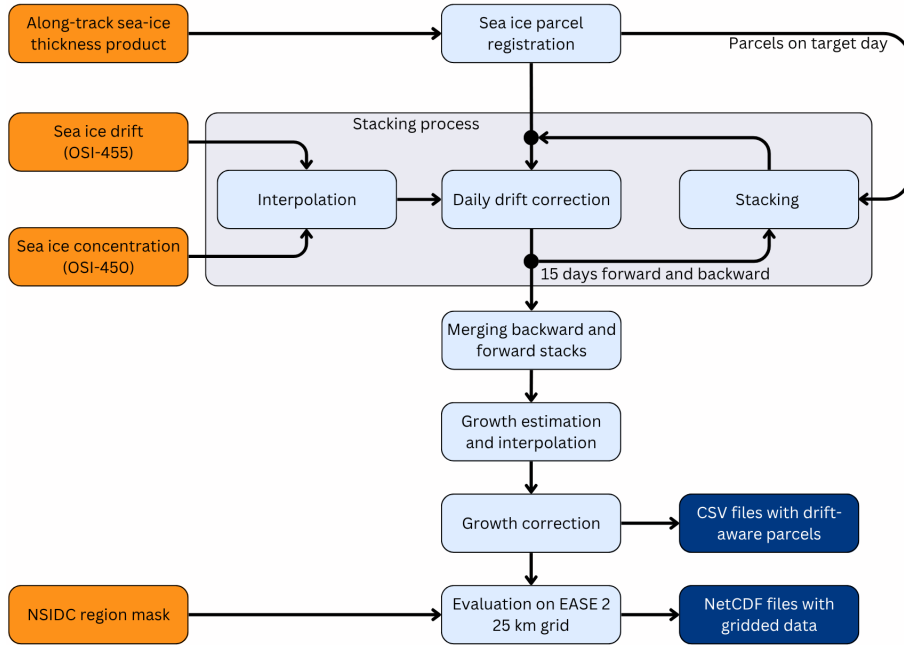 Along-track sea-ice
thickness product
Sea ice parcel
registration
Parcels on target day
Stacking process
Sea ice drift
(OSI-455)
Interpolation
Daily drift correction
Stacking
Sea ice concentration
(OSI-450)
15 days forward and backward
Merging backward and
forward stacks
Growth estimation
and interpolation
Growth correction
CSV files with drift-
aware parcels
NSIDC region mask
Evaluation on EASE 2
25 km grid
NetCDF files with
gridded data